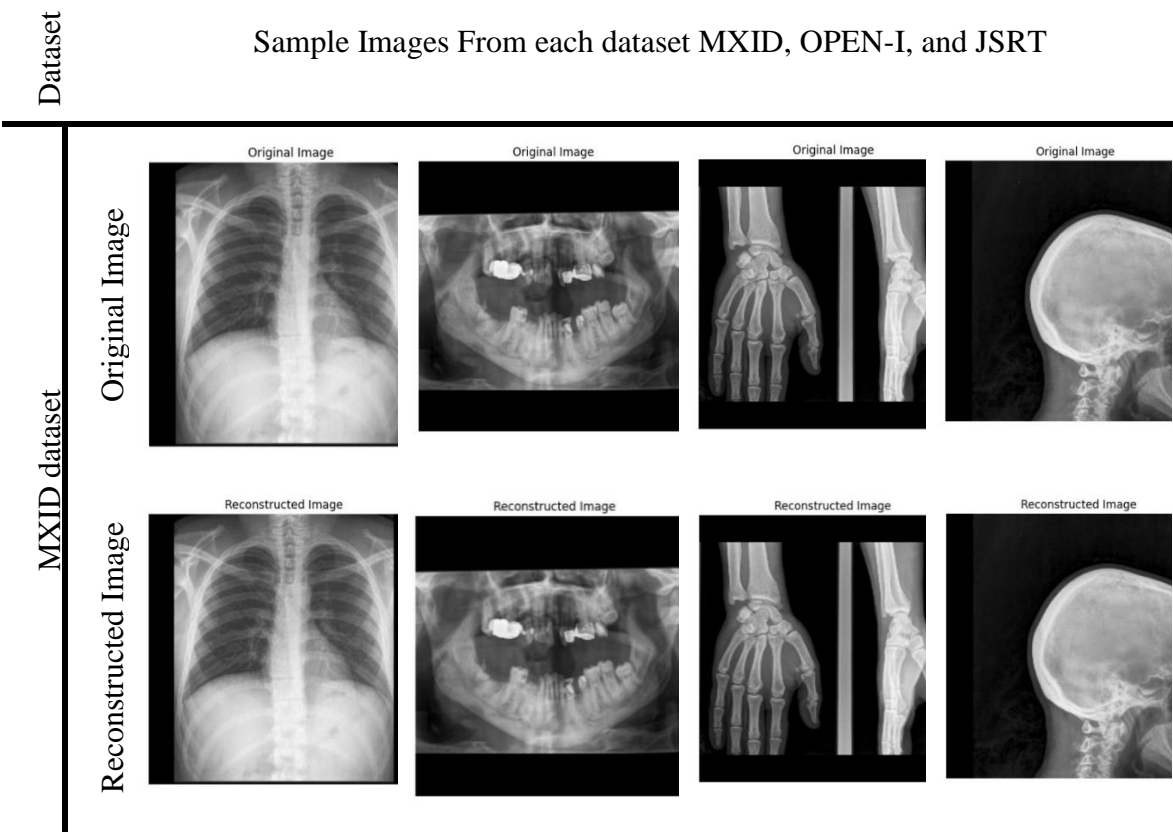 Dataset
Sample Images From each dataset MXID, OPEN-I, and JSRT
MXID dataset
Original Image
Original Image
Original Image
Original Image
Original Image
Reconstructed Image
Reconstructed Image
Reconstructed Image
Reconstructed Image
Reconstructed Image